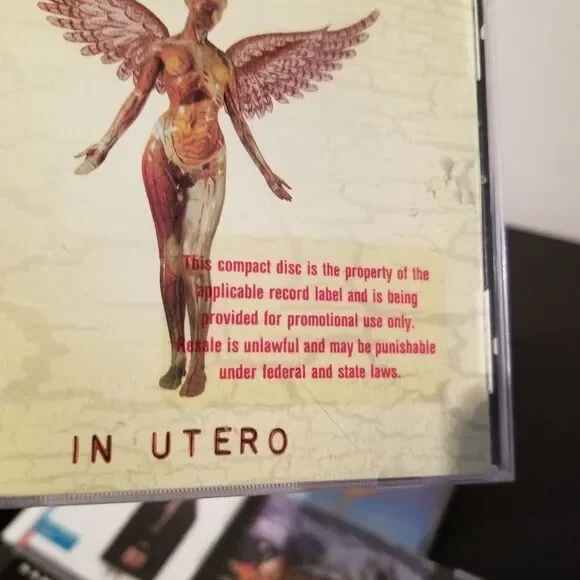 This compact disc is the property of the
applicable record label and is being
provided for promotional use only.
Resale is unlawful and may be punishable
under federal and state laws.
IN UTERO